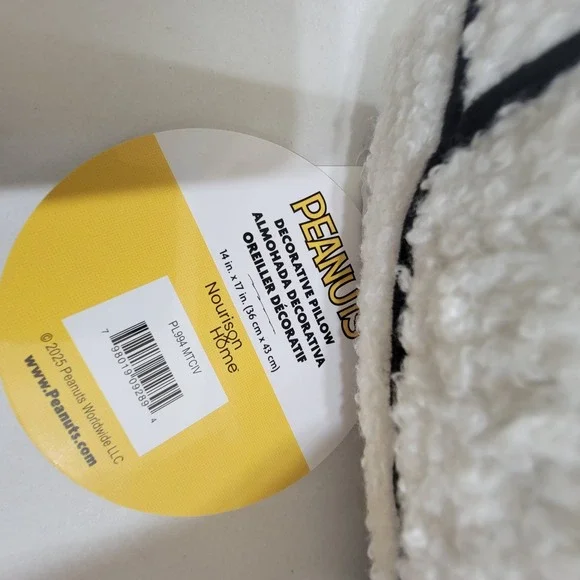 PEANUTS
DECORATIVE PILLOW
ALMOHADA DECORATIVA
OREILLER DÉCORATIF
14 in. x 17 in. (36 cm x 43 cm)
Nourison
Home™
PL994 MTCIV
7 98019 09289 4
© 2025 Peanuts Worldwide LLC
www.Peanuts.com